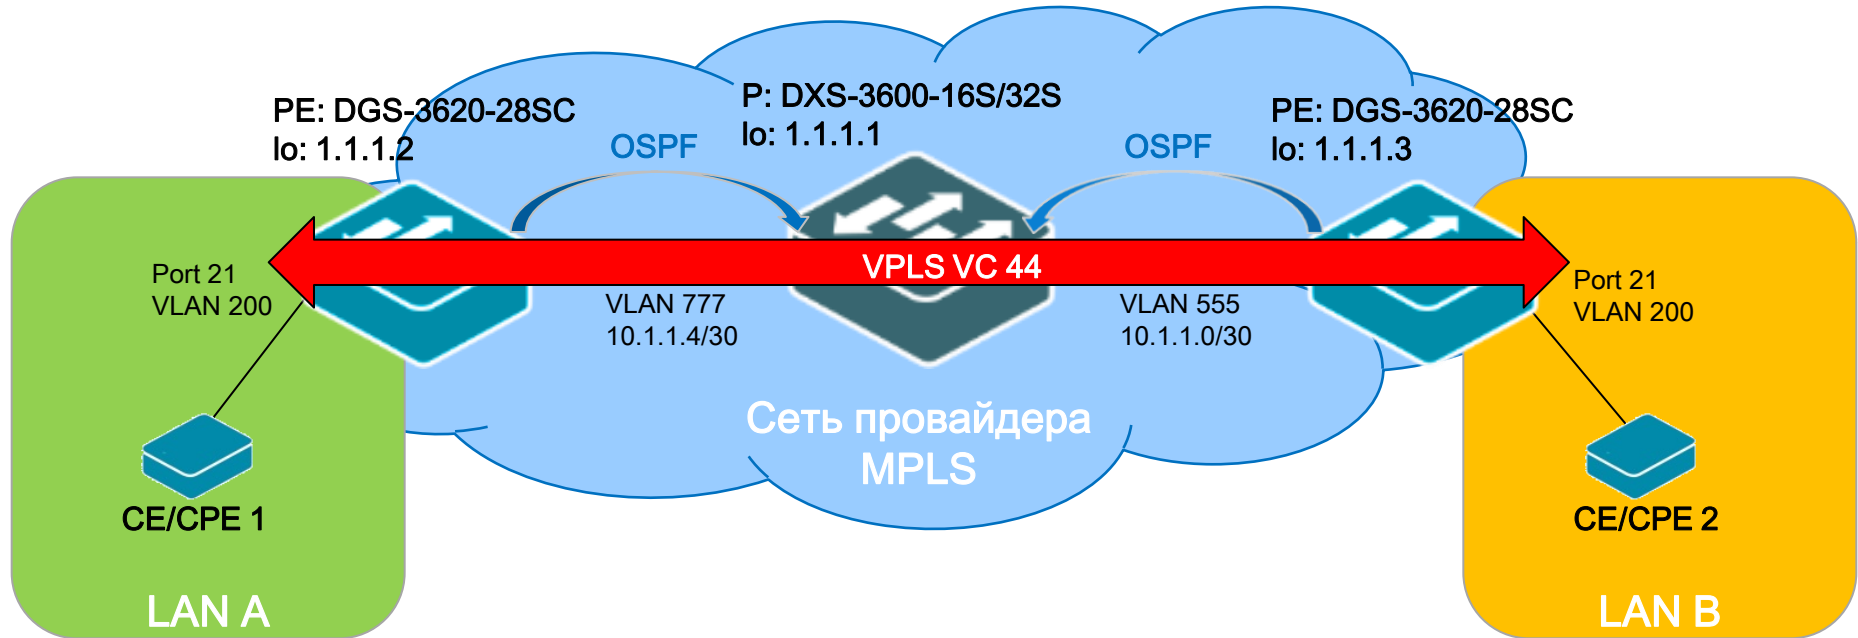 PE: DGS-3620-28SC
lo: 1.1.1.2
OSPF
P: DXS-3600-16S/32S
lo: 1.1.1.1
OSPF
PE: DGS-3620-28SC
lo: 1.1.1.3
Port 21
VLAN 200
VPLS VC 44
Port 21
VLAN 200
VLAN 777
10.1.1.4/30
VLAN 555
10.1.1.0/30
Сеть провайдера
MPLS
CE/CPE 1
CE/CPE 2
LAN A
LAN B